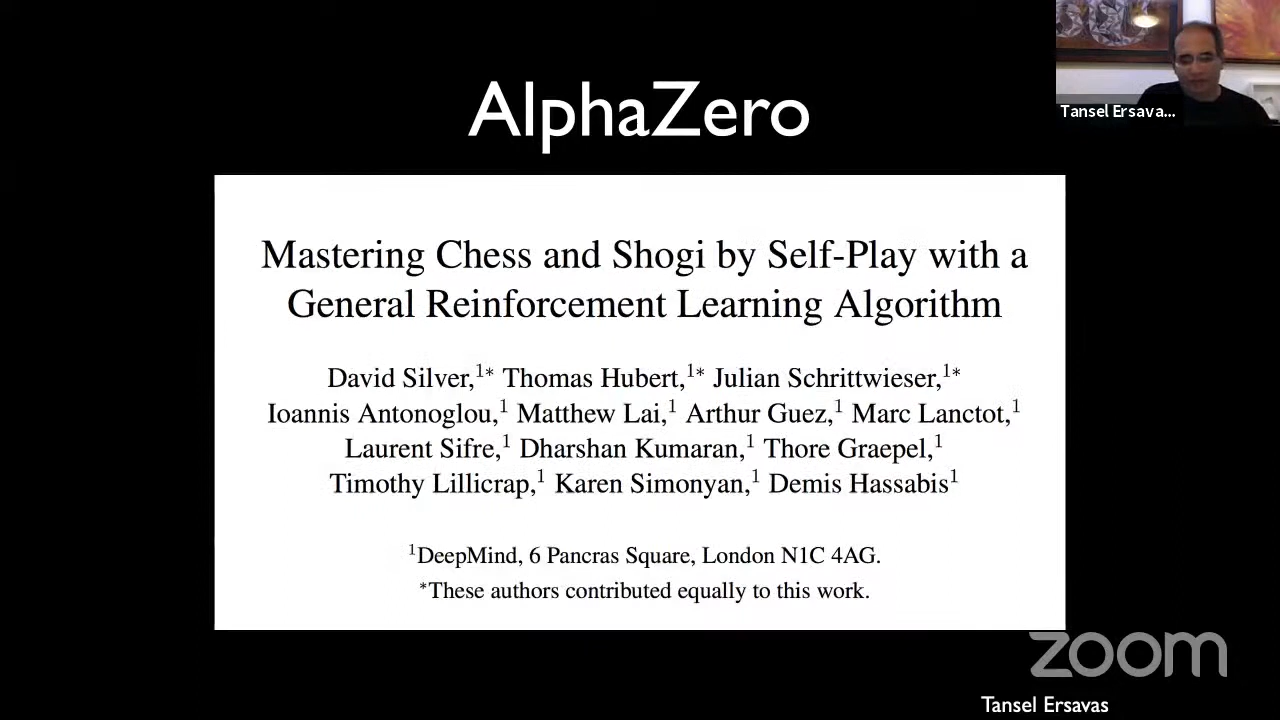 AlphaZero
Tansel Ersava...
Mastering Chess and Shogi by Self-Play with a
General Reinforcement Learning Algorithm
David Silver,¹* Thomas Hubert,¹* Julian Schrittwieser,¹*
Ioannis Antonoglou,¹ Matthew Lai,¹ Arthur Guez,¹ Marc Lanctot,¹
Laurent Sifre,¹ Dharshan Kumaran,¹ Thore Graepel,¹
Timothy Lillicrap,¹ Karen Simonyan,¹ Demis Hassabis¹
¹DeepMind, 6 Pancras Square, London N1C 4AG.
*These authors contributed equally to this work.
zoom
Tansel Ersavas